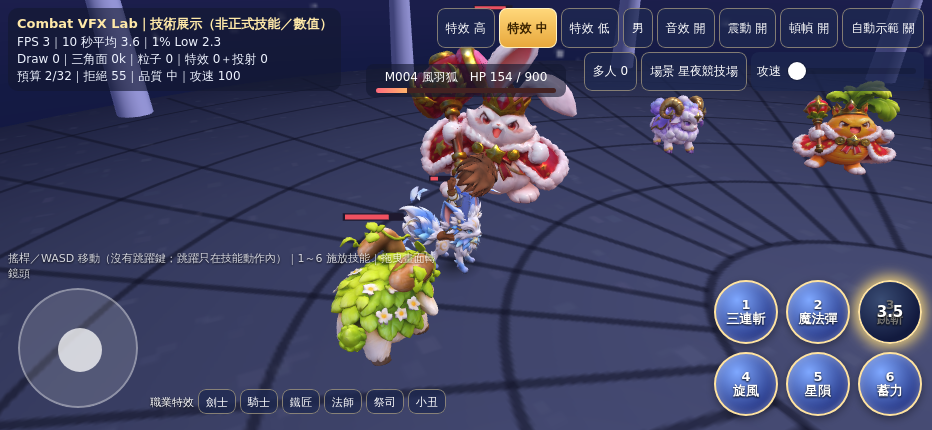 Combat VFX Lab｜技術展示（非正式技能／數值）
FPS 3｜10 秒平均 3.6｜1% Low 2.3
Draw 0｜三角面 0k｜粒子 0｜特效 0＋投射 0
預算 2/32｜拒絕 55｜品質 中｜攻速 100
特效 高
特效 中
特效 低
男
音效 開
震動 開
頓幀 開
自動示範 關
多人 0
場景 星夜競技場
攻速
M004 風羽狐 HP 154 / 900
搖桿／WASD 移動（沒有跳躍鍵；跳躍只在技能動作內）｜1~6 施放技能｜拖曳畫面轉
鏡頭
1
三連斬
2
魔法彈
3
3.5
跳斬
4
旋風
5
星隕
6
蓄力
職業特效
劍士
騎士
鐵匠
法師
祭司
小丑